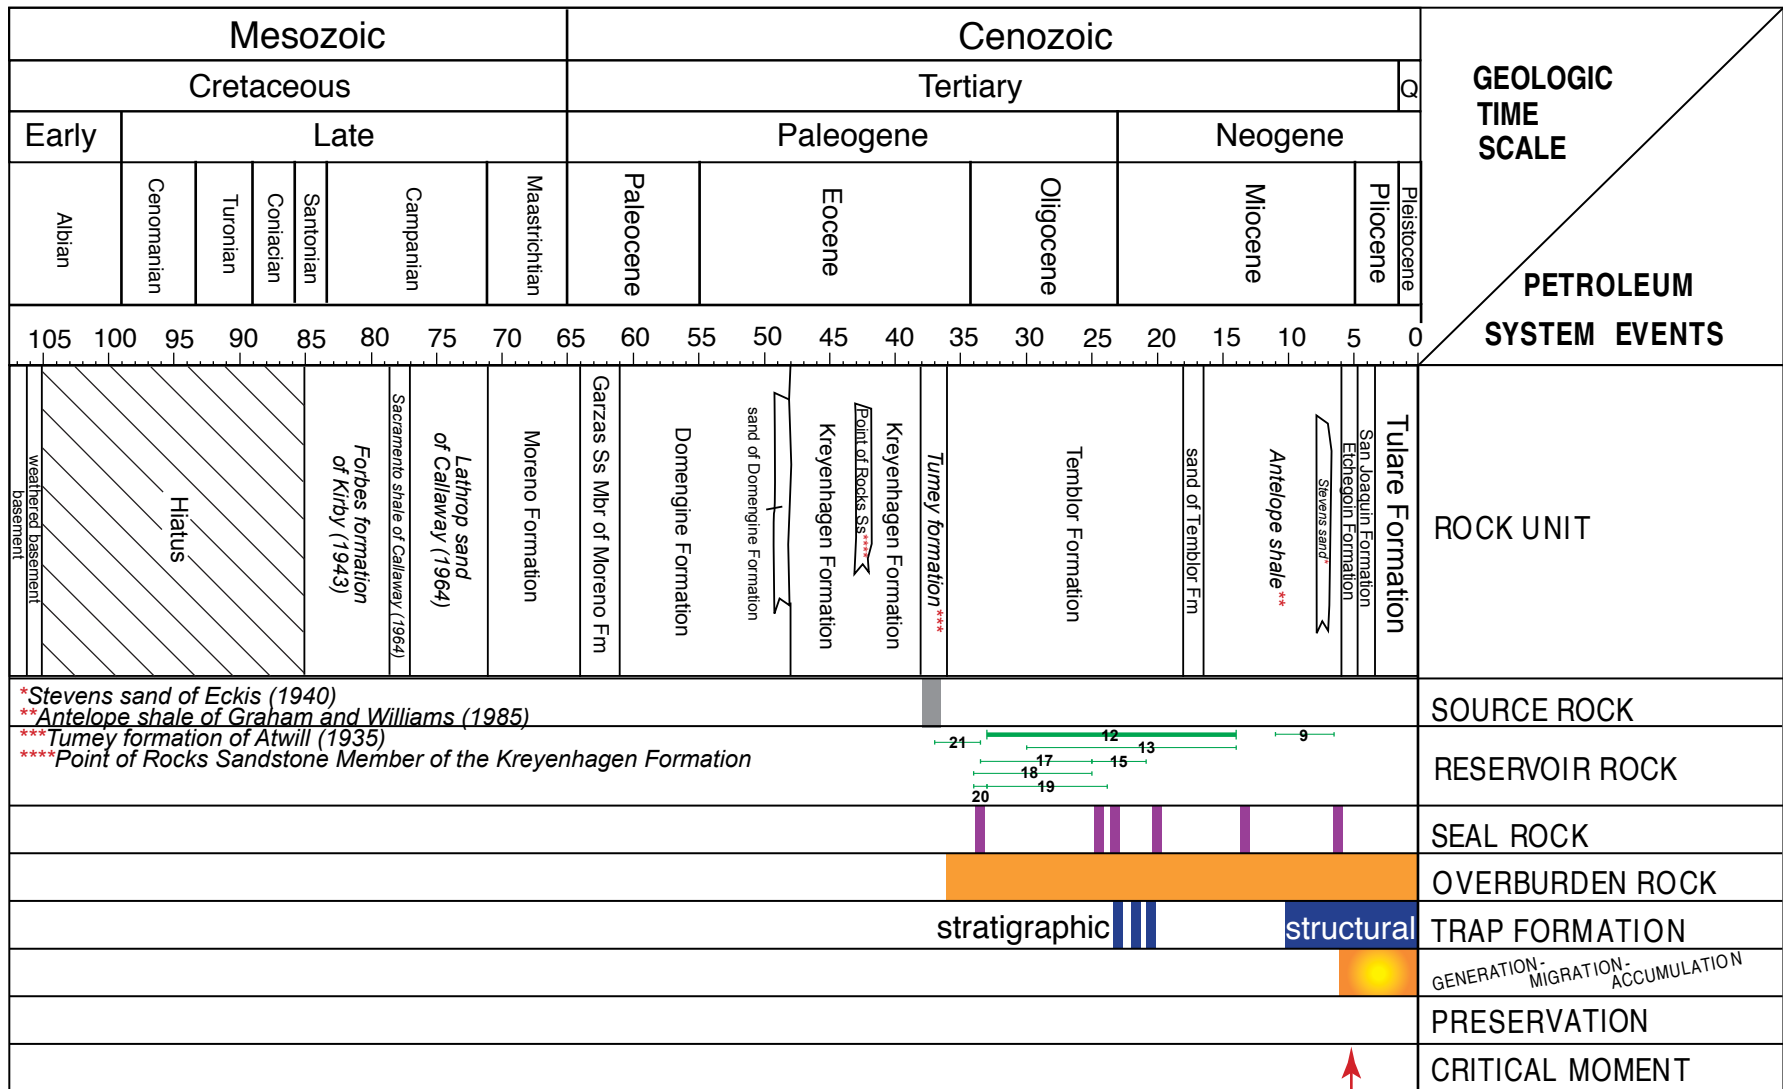 Mesozoic
Cenozoic
Cretaceous
Tertiary
Q
Early
Late
Paleogene
Neogene
Albian
Cenomanian
Turonian
Coniacian
Santonian
Campanian
Maastrichtian
Paleocene
Eocene
Oligocene
Miocene
Pliocene
Pleistocene
GEOLOGIC
TIME
SCALE
PETROLEUM
SYSTEM EVENTS
105 100 95 90 85 80 75 70 65 60 55 50 45 40 35 30 25 20 15 10 5 0
basement
weathered basement
Hiatus
Forbes formation
of Kirby (1943)
Sacramento shale of Callaway (1964)
Lathrop sand
of Callaway (1964)
Moreno Formation
Garzas Ss Mbr of Moreno Fm
Domengine Formation
sand of Domengine Formation
Kreyenhagen Formation
Point of Rocks Ss****
Kreyenhagen Formation
Tumey formation***
Temblor Formation
sand of Temblor Fm
Antelope shale**
Stevens sand*
Etchegoin Formation
San Joaquin Formation
Tulare Formation
ROCK UNIT
*Stevens sand of Eckis (1940)
**Antelope shale of Graham and Williams (1985)
***Tumey formation of Atwill (1935)
****Point of Rocks Sandstone Member of the Kreyenhagen Formation
SOURCE ROCK
21
12
9
13
17
15
18
19
20
RESERVOIR ROCK
SEAL ROCK
OVERBURDEN ROCK
stratigraphic
structural
TRAP FORMATION
GENERATION-
MIGRATION-
ACCUMULATION
PRESERVATION
CRITICAL MOMENT